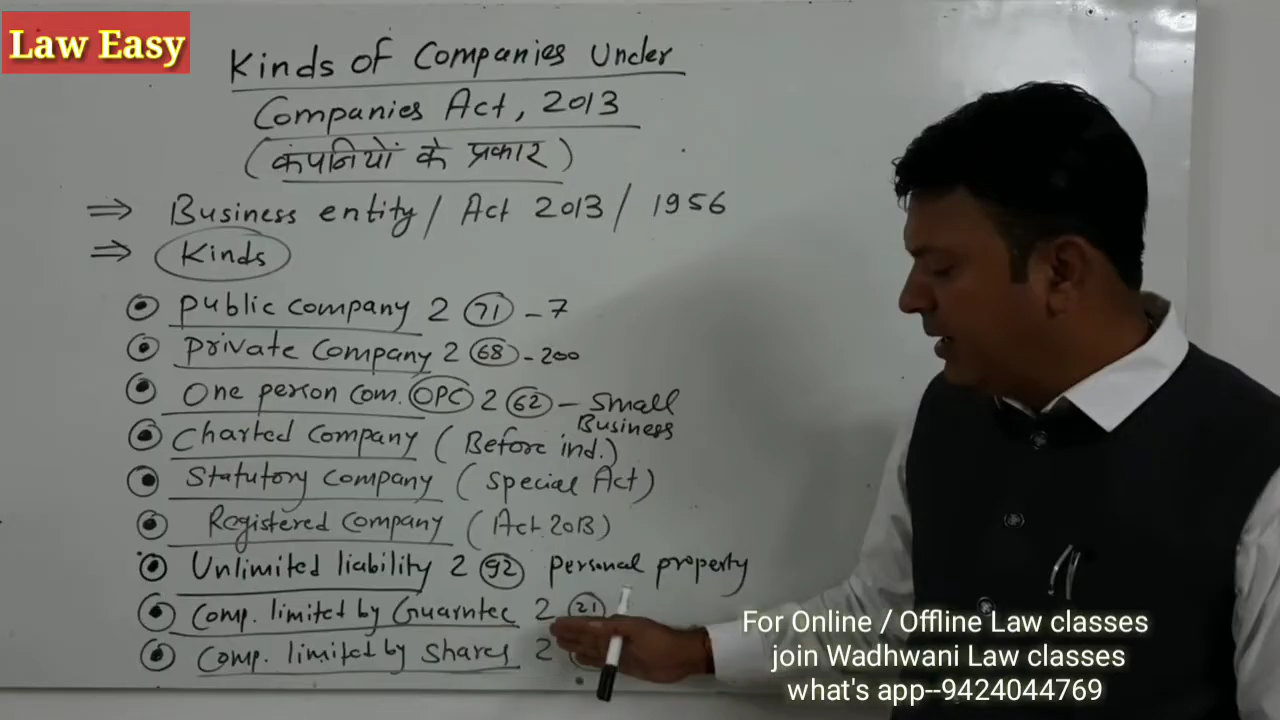 Law Easy
Kinds of Companies Under
Companies Act, 2013
(कंपनियों के प्रकार)
⇒ Business entity / Act 2013 / 1956
⇒ Kinds
public company 2 (71) - 7
private company 2 (68) - 200
One person com. OPC 2 (62) - Small
Business
Charted company (Before ind.)
Statutory company (special Act)
Registered company (Act 2013)
Unlimited liability 2 (92) personal property
Comp. limited by Guarntee 2 (21)
Comp. limited by shares 2
For Online / Offline Law classes
join Wadhwani Law classes
what's app--9424044769